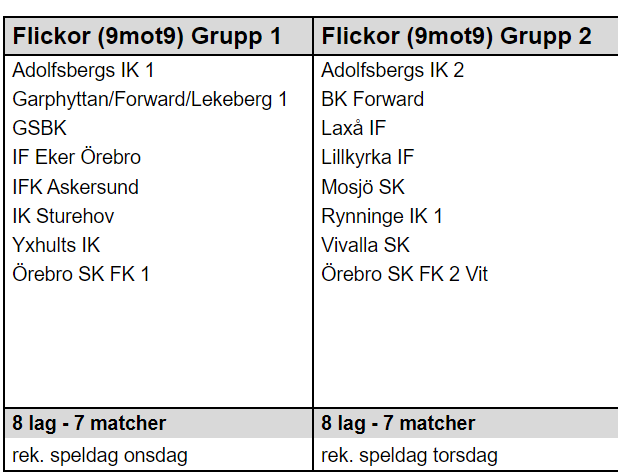 Flickor (9mot9) Grupp 1
Adolfsbergs IK 1
Garphyttan/Forward/Lekeberg 1
GSBK
IF Eker Örebro
IFK Askersund
IK Sturehov
Yxhults IK
Örebro SK FK 1
8 lag - 7 matcher
rek. speldag onsdag
Flickor (9mot9) Grupp 2
Adolfsbergs IK 2
BK Forward
Laxå IF
Lillkyrka IF
Mosjö SK
Rynninge IK 1
Vivalla SK
Örebro SK FK 2 Vit
8 lag - 7 matcher
rek. speldag torsdag